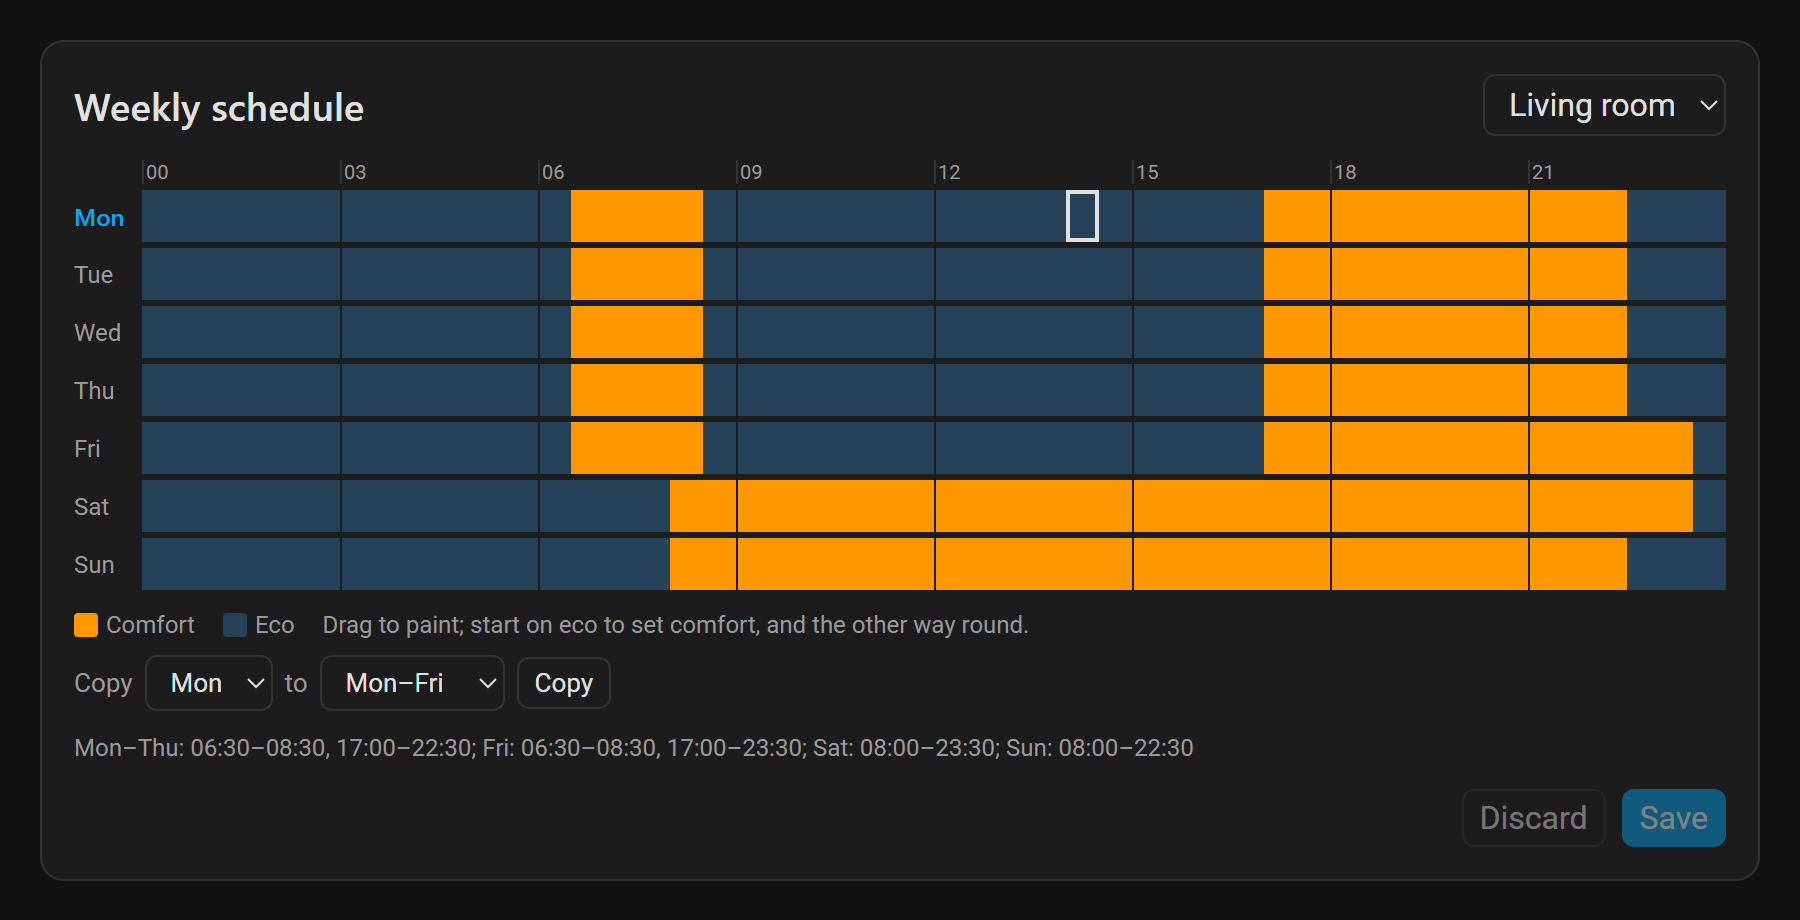 Weekly schedule
Living room
00 03 06 09 12 15 18 21
Mon
Tue
Wed
Thu
Fri
Sat
Sun
Comfort Eco Drag to paint; start on eco to set comfort, and the other way round.
Copy Mon to Mon–Fri Copy
Mon–Thu: 06:30–08:30, 17:00–22:30; Fri: 06:30–08:30, 17:00–23:30; Sat: 08:00–23:30; Sun: 08:00–22:30
Discard Save